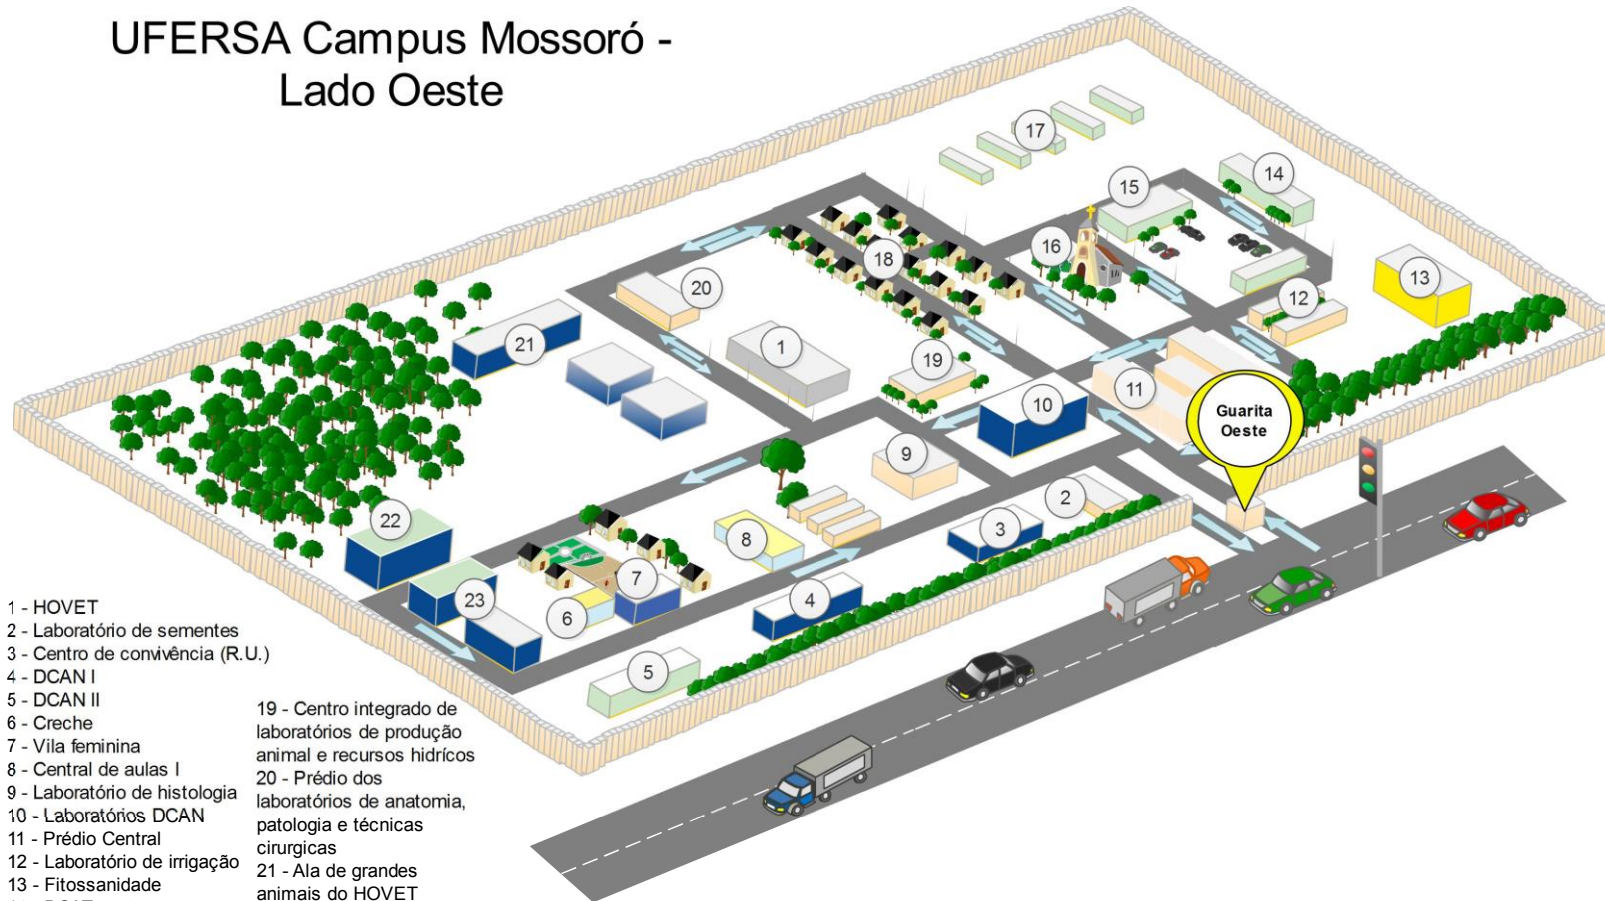 UFERSA Campus Mossoró -
Lado Oeste
17
14
15
16
18
13
12
20
21
1
19
11
10
Guarita
Oeste
9
2
22
3
8
7
23
4
6
5
1 - HOVET
2 - Laboratório de sementes
3 - Centro de convivência (R.U.)
4 - DCAN I
5 - DCAN II
6 - Creche
7 - Vila feminina
8 - Central de aulas I
9 - Laboratório de histologia
10 - Laboratórios DCAN
11 - Prédio Central
12 - Laboratório de irrigação
13 - Fitossanidade
19 - Centro integrado de
laboratórios de produção
animal e recursos hidrícos
20 - Prédio dos
laboratórios de anatomia,
patologia e técnicas
cirurgicas
21 - Ala de grandes
animais do HOVET